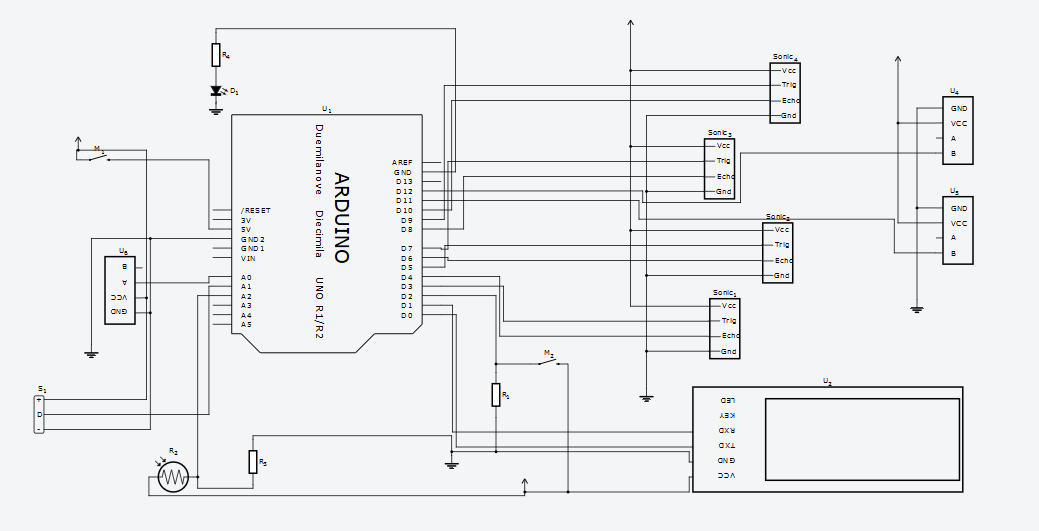 R4
D1
U1
Duemilanove Diecimila UNO R1/R2
ARDUINO
/RESET
3V
5V
GND2
GND1
VIN
A0
A1
A2
A3
A4
A5
AREF
GND
D13
D12
D11
D10
D9
D8
D7
D6
D5
D4
D3
D2
D1
D0
M1
U6
B
A
VCC
GND
S1
+
D
-
R2
R5
R1
M2
Sonic4
Vcc
Trig
Echo
Gnd
Sonic3
Vcc
Trig
Echo
Gnd
Sonic2
Vcc
Trig
Echo
Gnd
Sonic1
Vcc
Trig
Echo
Gnd
U4
GND
VCC
A
B
U5
GND
VCC
A
B
U2
LED
KEY
RXD
TXD
GND
VCC